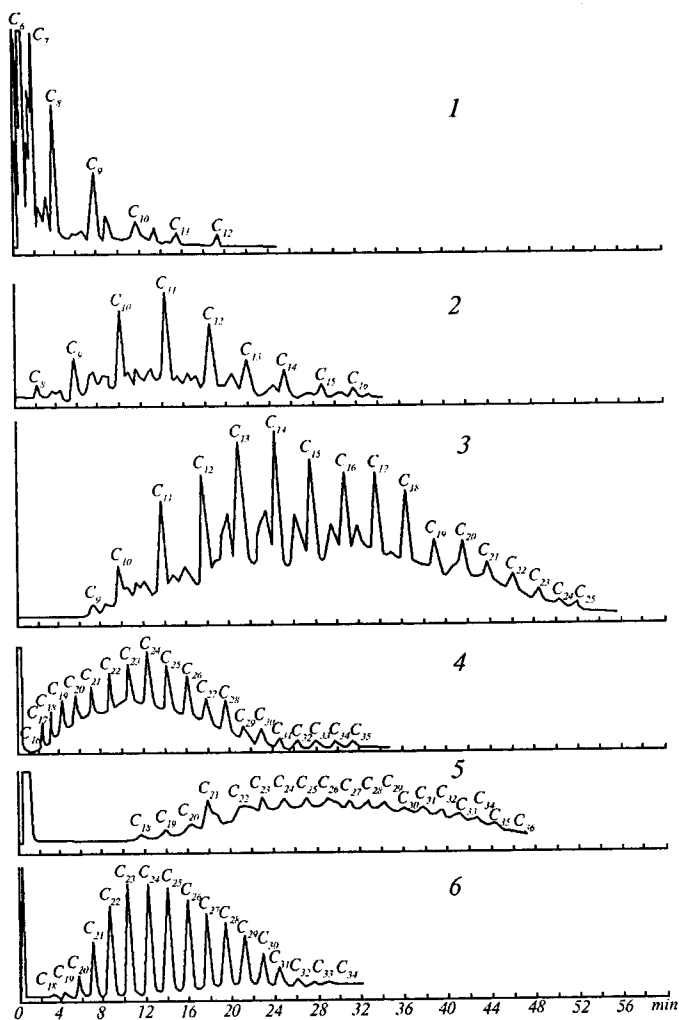 C₆ C₇ C₈ C₉ C₁₀ C₁₁ C₁₂
1
C₈ C₉ C₁₀ C₁₁ C₁₂ C₁₃ C₁₄ C₁₅ C₁₆
2
C₉ C₁₀ C₁₁ C₁₂ C₁₃ C₁₄ C₁₅ C₁₆ C₁₇ C₁₈ C₁₉ C₂₀ C₂₁ C₂₂ C₂₃ C₂₄ C₂₅
3
C₁₆ C₁₇ C₁₈ C₁₉ C₂₀ C₂₁ C₂₂ C₂₃ C₂₄ C₂₅ C₂₆ C₂₇ C₂₈ C₂₉ C₃₀ C₃₁ C₃₂ C₃₃ C₃₄ C₃₅
4
C₁₈ C₁₉ C₂₀ C₂₁ C₂₂ C₂₃ C₂₄ C₂₅ C₂₆ C₂₇ C₂₈ C₂₉ C₃₀ C₃₁ C₃₂ C₃₃ C₃₄ C₃₅ C₃₆
5
C₁₈ C₁₉ C₂₀ C₂₁ C₂₂ C₂₃ C₂₄ C₂₅ C₂₆ C₂₇ C₂₈ C₂₉ C₃₀ C₃₁ C₃₂ C₃₃ C₃₄
6
0 4 8 12 16 20 24 28 32 36 40 44 48 52 56 min